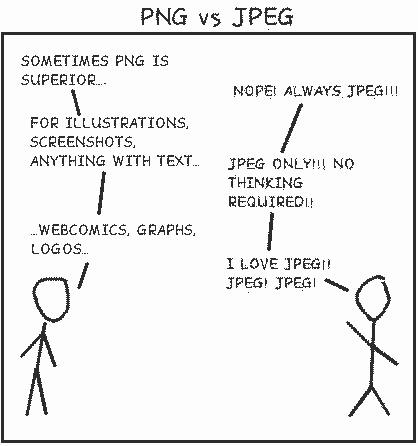 PNG vs JPEG
SOMETIMES PNG IS
SUPERIOR...
FOR ILLUSTRATIONS,
SCREENSHOTS,
ANYTHING WITH TEXT...
...WEBCOMICS, GRAPHS,
LOGOS...
NOPE! ALWAYS JPEG!!!
JPEG ONLY!!! NO
THINKING
REQUIRED!!
I LOVE JPEG!!
JPEG! JPEG!